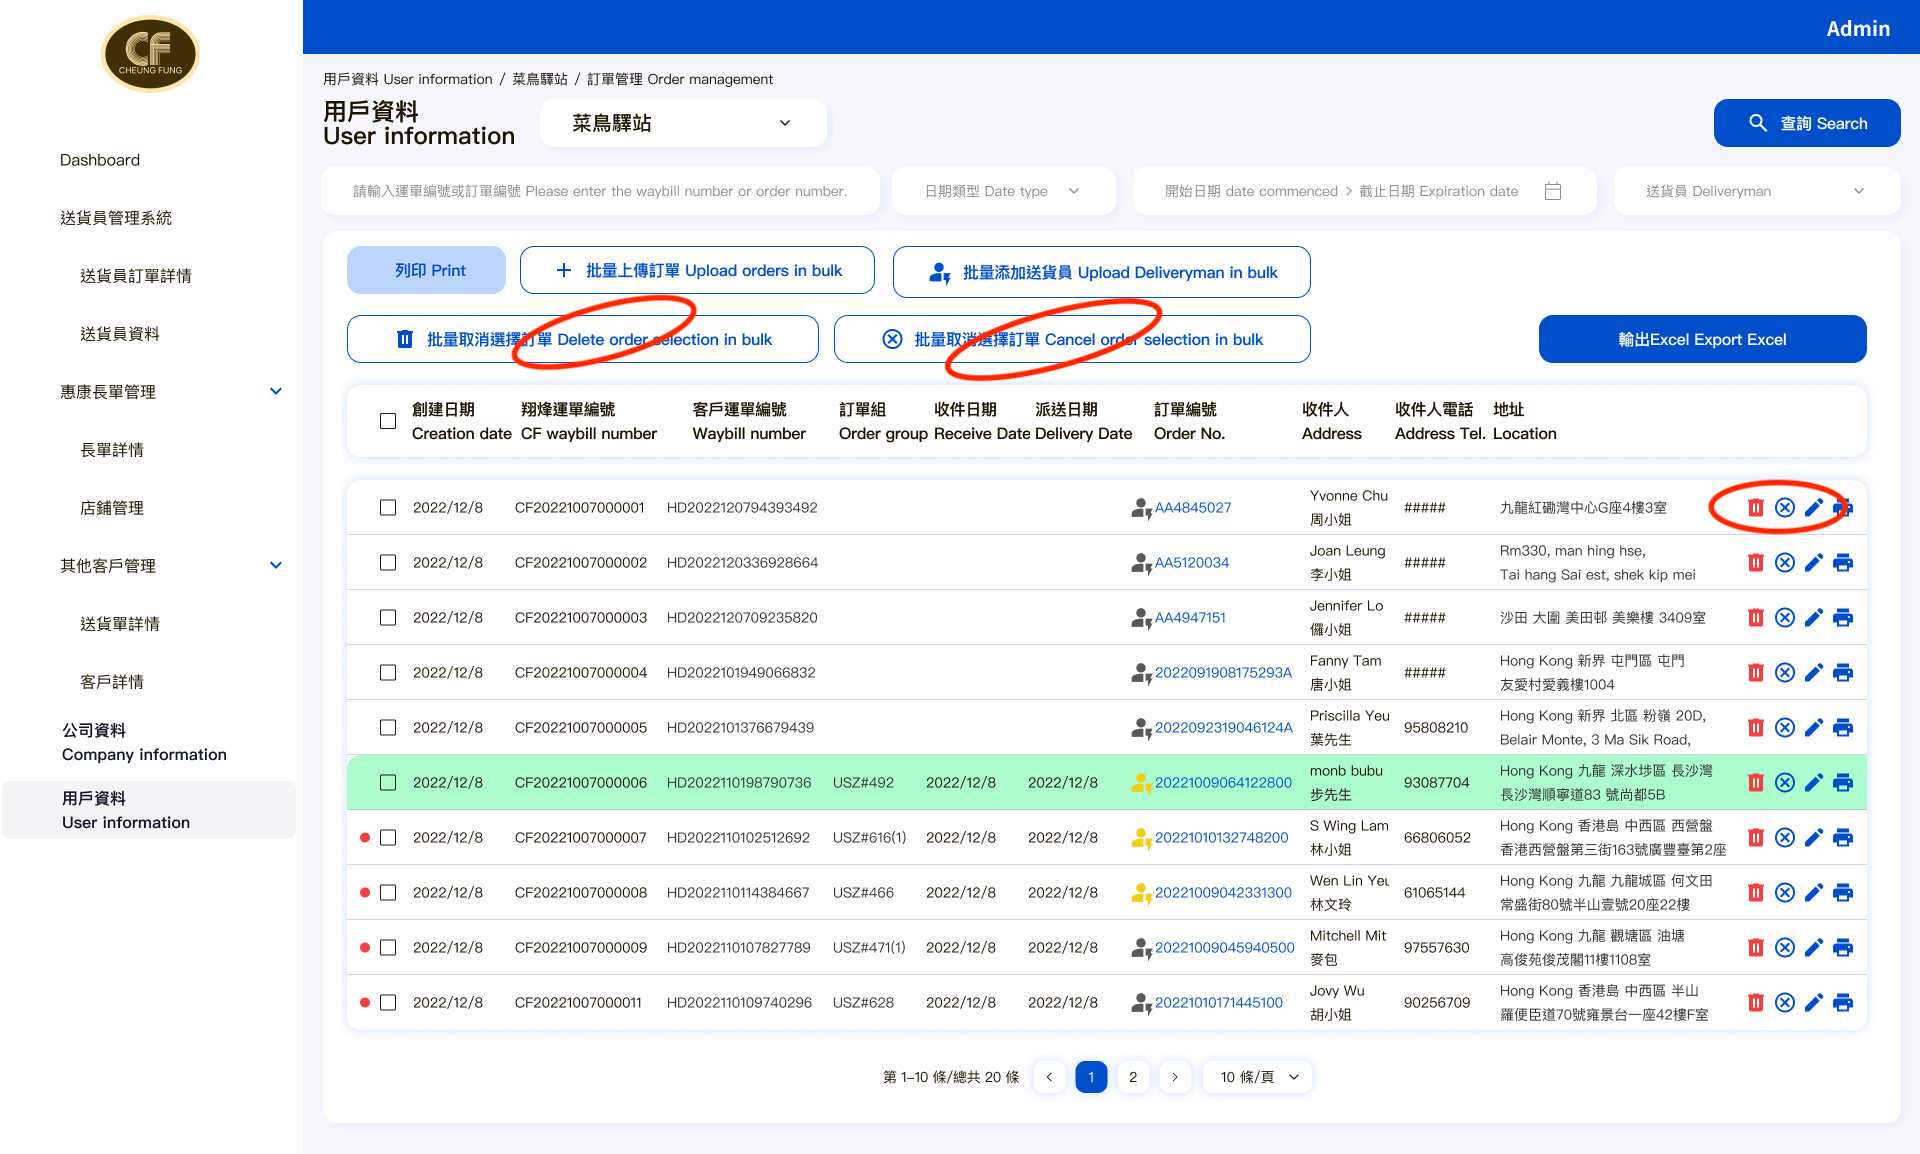 CF
CHEUNG FUNG
Admin
用戶資料 User information / 菜鳥驛站 / 訂單管理 Order management
用戶資料
User information
菜鳥驛站
查詢 Search
請輸入運單編號或訂單編號 Please enter the waybill number or order number.
日期類型 Date type
開始日期 date commenced > 截止日期 Expiration date
送貨員 Deliveryman
Dashboard
送貨員管理系統
送貨員訂單詳情
送貨員資料
惠康長單管理
長單詳情
店鋪管理
其他客戶管理
送貨單詳情
客戶詳情
公司資料
Company information
用戶資料
User information
列印 Print
批量上傳訂單 Upload orders in bulk
批量添加送貨員 Upload Deliveryman in bulk
批量取消選擇訂單 Delete order selection in bulk
批量取消選擇訂單 Cancel order selection in bulk
輸出Excel Export Excel
創建日期 翔烽運單編號 客戶運單編號 訂單組 收件日期 派送日期 訂單編號 收件人 收件人電話 地址
Creation date CF waybill number Waybill number Order group Receive Date Delivery Date Order No. Address Address Tel. Location
2022/12/8 CF20221007000001 HD2022120794393492 AA4845027 Yvonne Chu 周小姐 ##### 九龍紅磡灣中心G座4樓3室
2022/12/8 CF20221007000002 HD2022120336928664 AA5120034 Joan Leung 李小姐 ##### Rm330, man hing hse, Tai hang Sai est, shek kip mei
2022/12/8 CF20221007000003 HD2022120709235820 AA4947151 Jennifer Lo 儸小姐 ##### 沙田 大圍 美田邨 美樂樓 3409室
2022/12/8 CF20221007000004 HD2022101949066832 2022091908175293A Fanny Tam 唐小姐 ##### Hong Kong 新界 屯門區 屯門 友愛村愛義樓1004
2022/12/8 CF20221007000005 HD2022101376679439 2022092319046124A Priscilla Yeu 葉先生 95808210 Hong Kong 新界 北區 粉嶺 20D, Belair Monte, 3 Ma Sik Road,
2022/12/8 CF20221007000006 HD2022110198790736 USZ#492 2022/12/8 2022/12/8 20221009064122800 monb bubu 步先生 93087704 Hong Kong 九龍 深水埗區 長沙灣 長沙灣順寧道83 號尚都5B
2022/12/8 CF20221007000007 HD2022110102512692 USZ#616(1) 2022/12/8 2022/12/8 20221010132748200 S Wing Lam 林小姐 66806052 Hong Kong 香港島 中西區 西營盤 香港西營盤第三街163號廣豐臺第2座
2022/12/8 CF20221007000008 HD2022110114384667 USZ#466 2022/12/8 2022/12/8 20221009042331300 Wen Lin Yeu 林文玲 61065144 Hong Kong 九龍 九龍城區 何文田 常盛街80號半山壹號20座22樓
2022/12/8 CF20221007000009 HD2022110107827789 USZ#471(1) 2022/12/8 2022/12/8 20221009045940500 Mitchell Mit 麥包 97557630 Hong Kong 九龍 觀塘區 油塘 高俊苑俊茂閣11樓1108室
2022/12/8 CF20221007000011 HD2022110109740296 USZ#628 2022/12/8 2022/12/8 20221010171445100 Jovy Wu 胡小姐 90256709 Hong Kong 香港島 中西區 半山 羅便臣道70號雍景台一座42樓F室
第 1-10 條/總共 20 條 < 1 2 > 10 條/頁